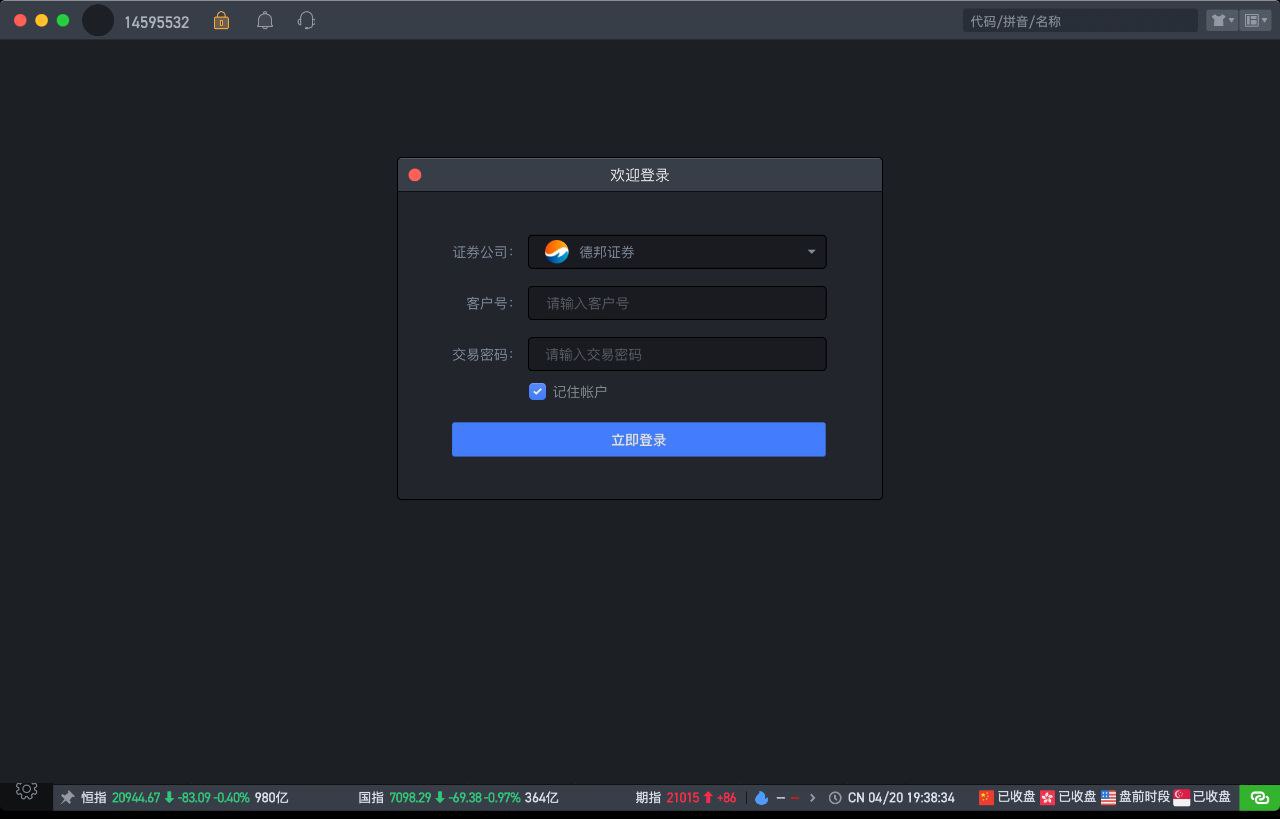 14595532
代码/拼音/名称
欢迎登录
证券公司: 德邦证券
客户号: 请输入客户号
交易密码: 请输入交易密码
记住帐户
立即登录
恒指 20944.67 -83.09 -0.40% 980亿 国指 7098.29 -69.38 -0.97% 364亿 期指 21015 +86 -- -- CN 04/20 19:38:34 已收盘 已收盘 盘前时段 已收盘